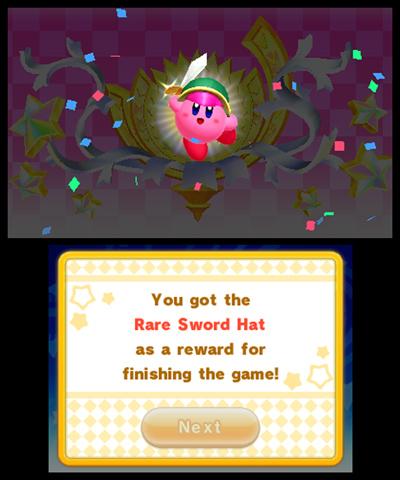 You got the
Rare Sword Hat
as a reward for
finishing the game!
Next